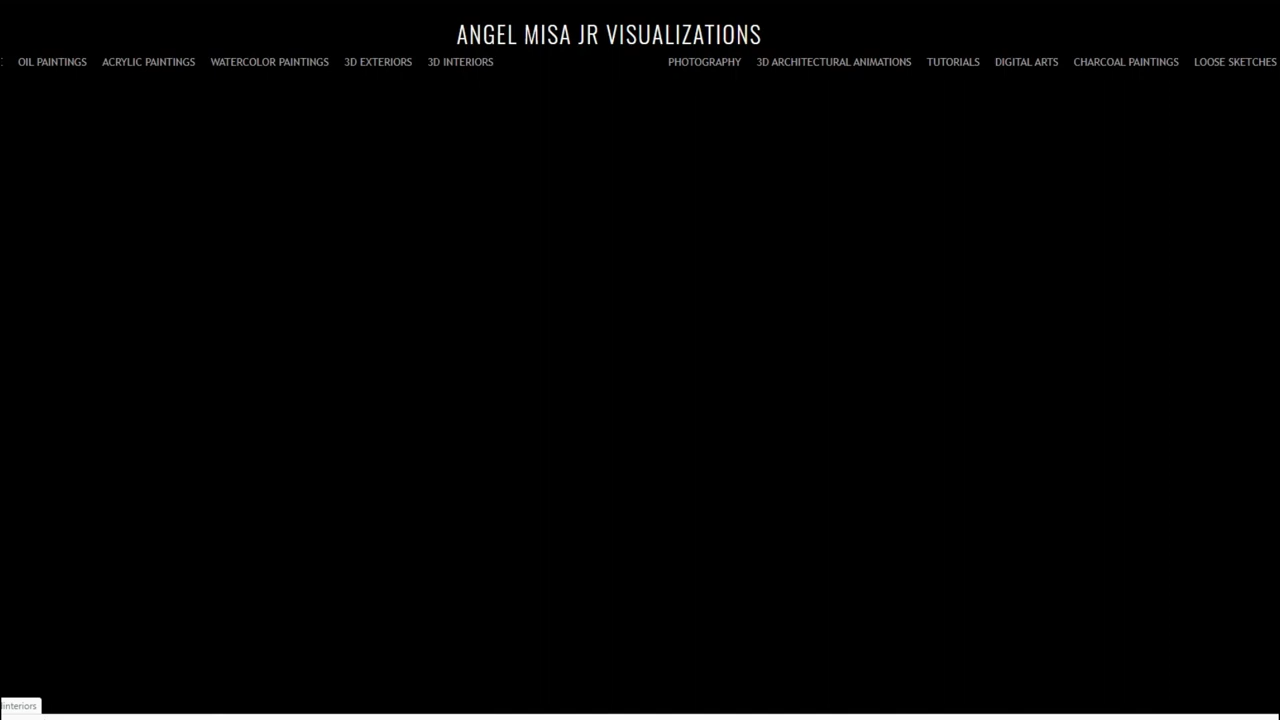 ANGEL MISA JR VISUALIZATIONS
OIL PAINTINGS ACRYLIC PAINTINGS WATERCOLOR PAINTINGS 3D EXTERIORS 3D INTERIORS PHOTOGRAPHY 3D ARCHITECTURAL ANIMATIONS TUTORIALS DIGITAL ARTS CHARCOAL PAINTINGS LOOSE SKETCHES
interiors